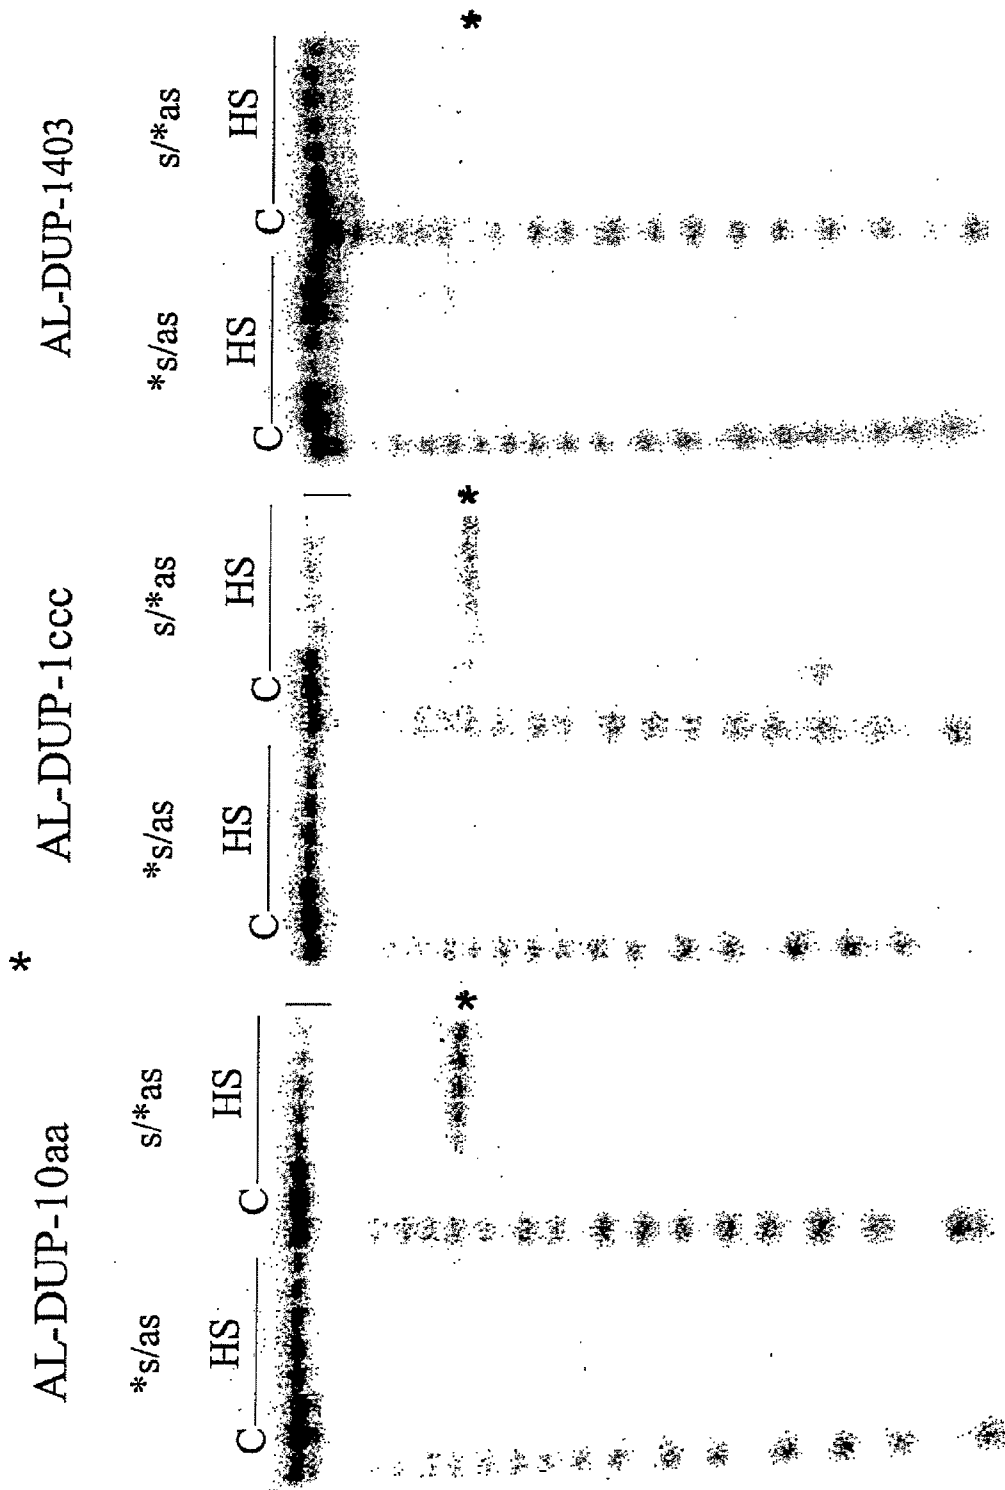 *
AL-DUP-10aa AL-DUP-1ccc AL-DUP-1403
*s/as s/*as *s/as s/*as *s/as s/*as
C HS C HS C HS C HS C HS C HS
* * *